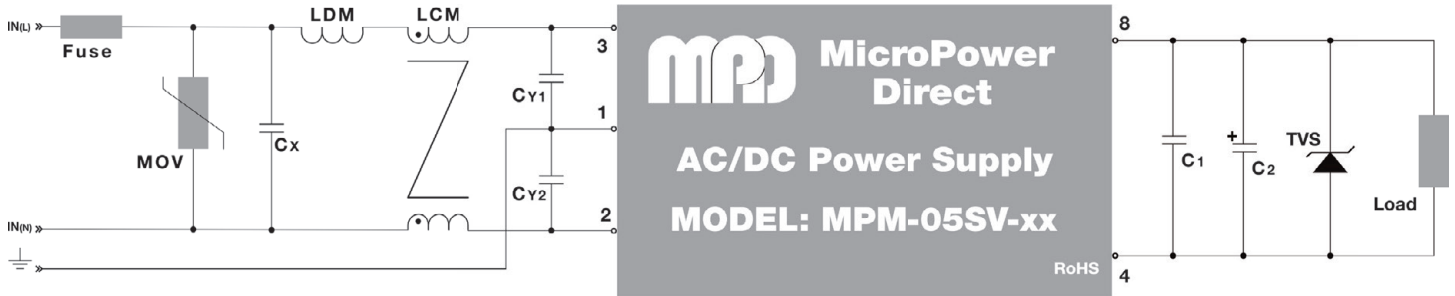 IN(L)
Fuse
LDM
LCM
MOV
CX
CY1
CY2
IN(N)
3
1
2
MPD
MicroPower
Direct
AC/DC Power Supply
MODEL: MPM-05SV-xx
RoHS
8
4
C1
+
C2
TVS
Load